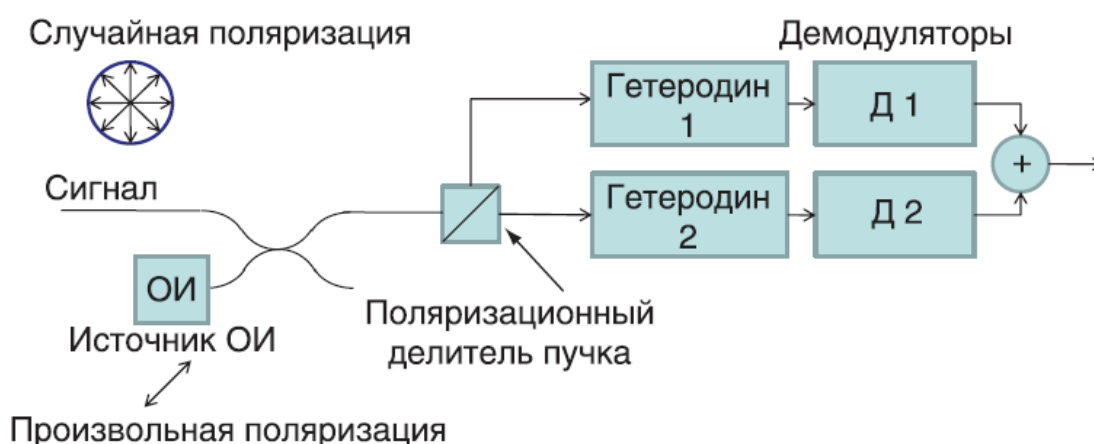 Случайная поляризация
Демодуляторы
Гетеродин
1
Д 1
+
Сигнал
Гетеродин
2
Д 2
ОИ
Источник ОИ
Поляризационный
делитель пучка
Произвольная поляризация